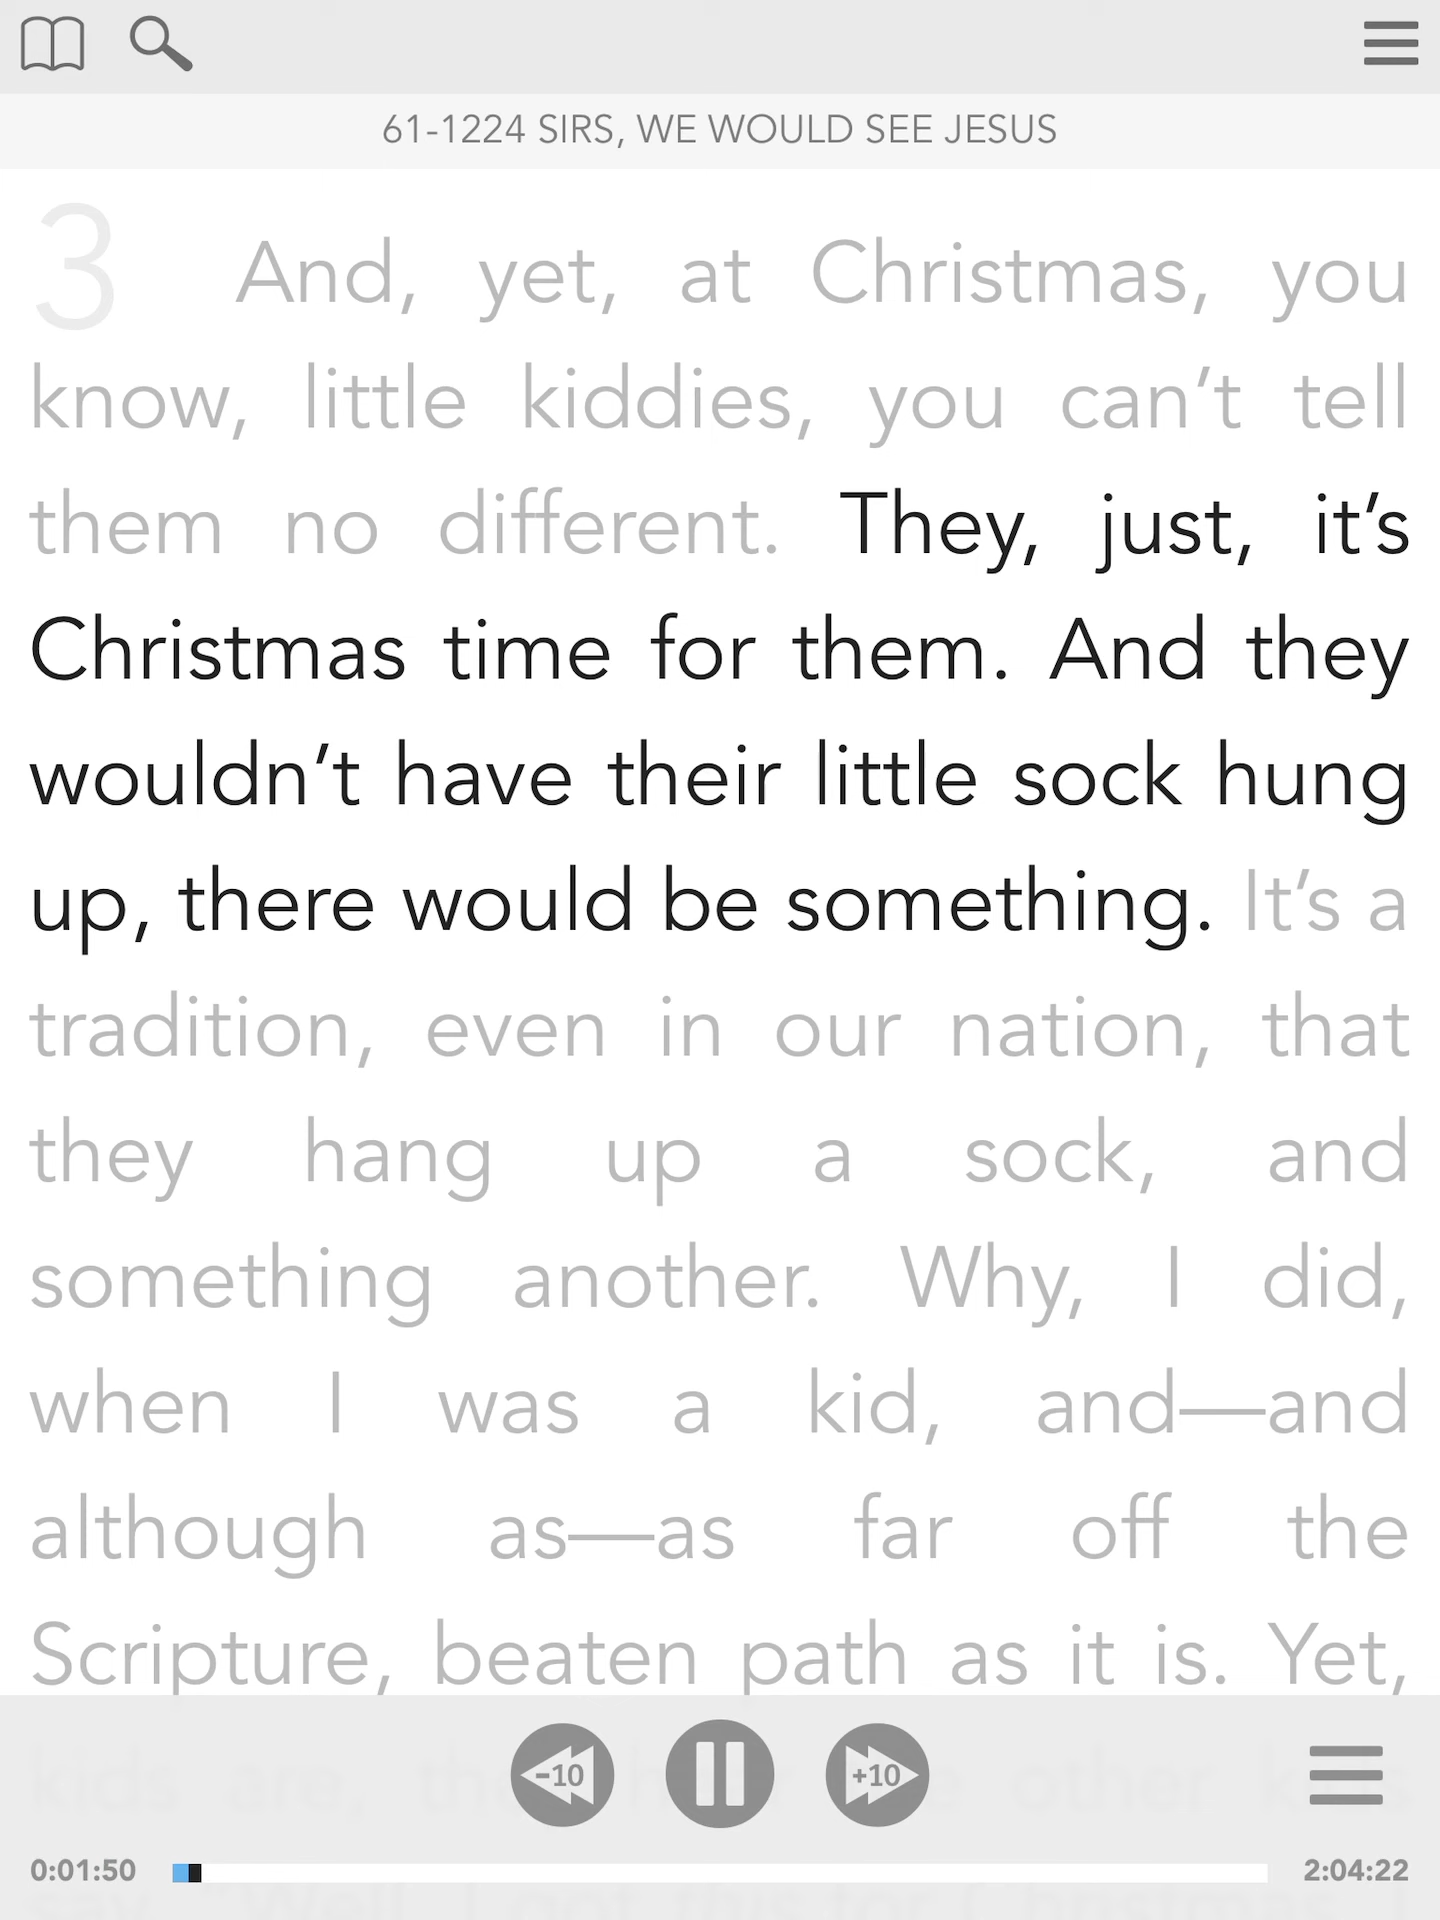 61-1224 SIRS, WE WOULD SEE JESUS
3 And, yet, at Christmas, you
know, little kiddies, you can’t tell
them no different. They, just, it’s
Christmas time for them. And they
wouldn’t have their little sock hung
up, there would be something. It’s a
tradition, even in our nation, that
they hang up a sock, and
something another. Why, I did,
when I was a kid, and—and
although as—as far off the
Scripture, beaten path as it is. Yet,
-10 +10
0:01:50 2:04:22